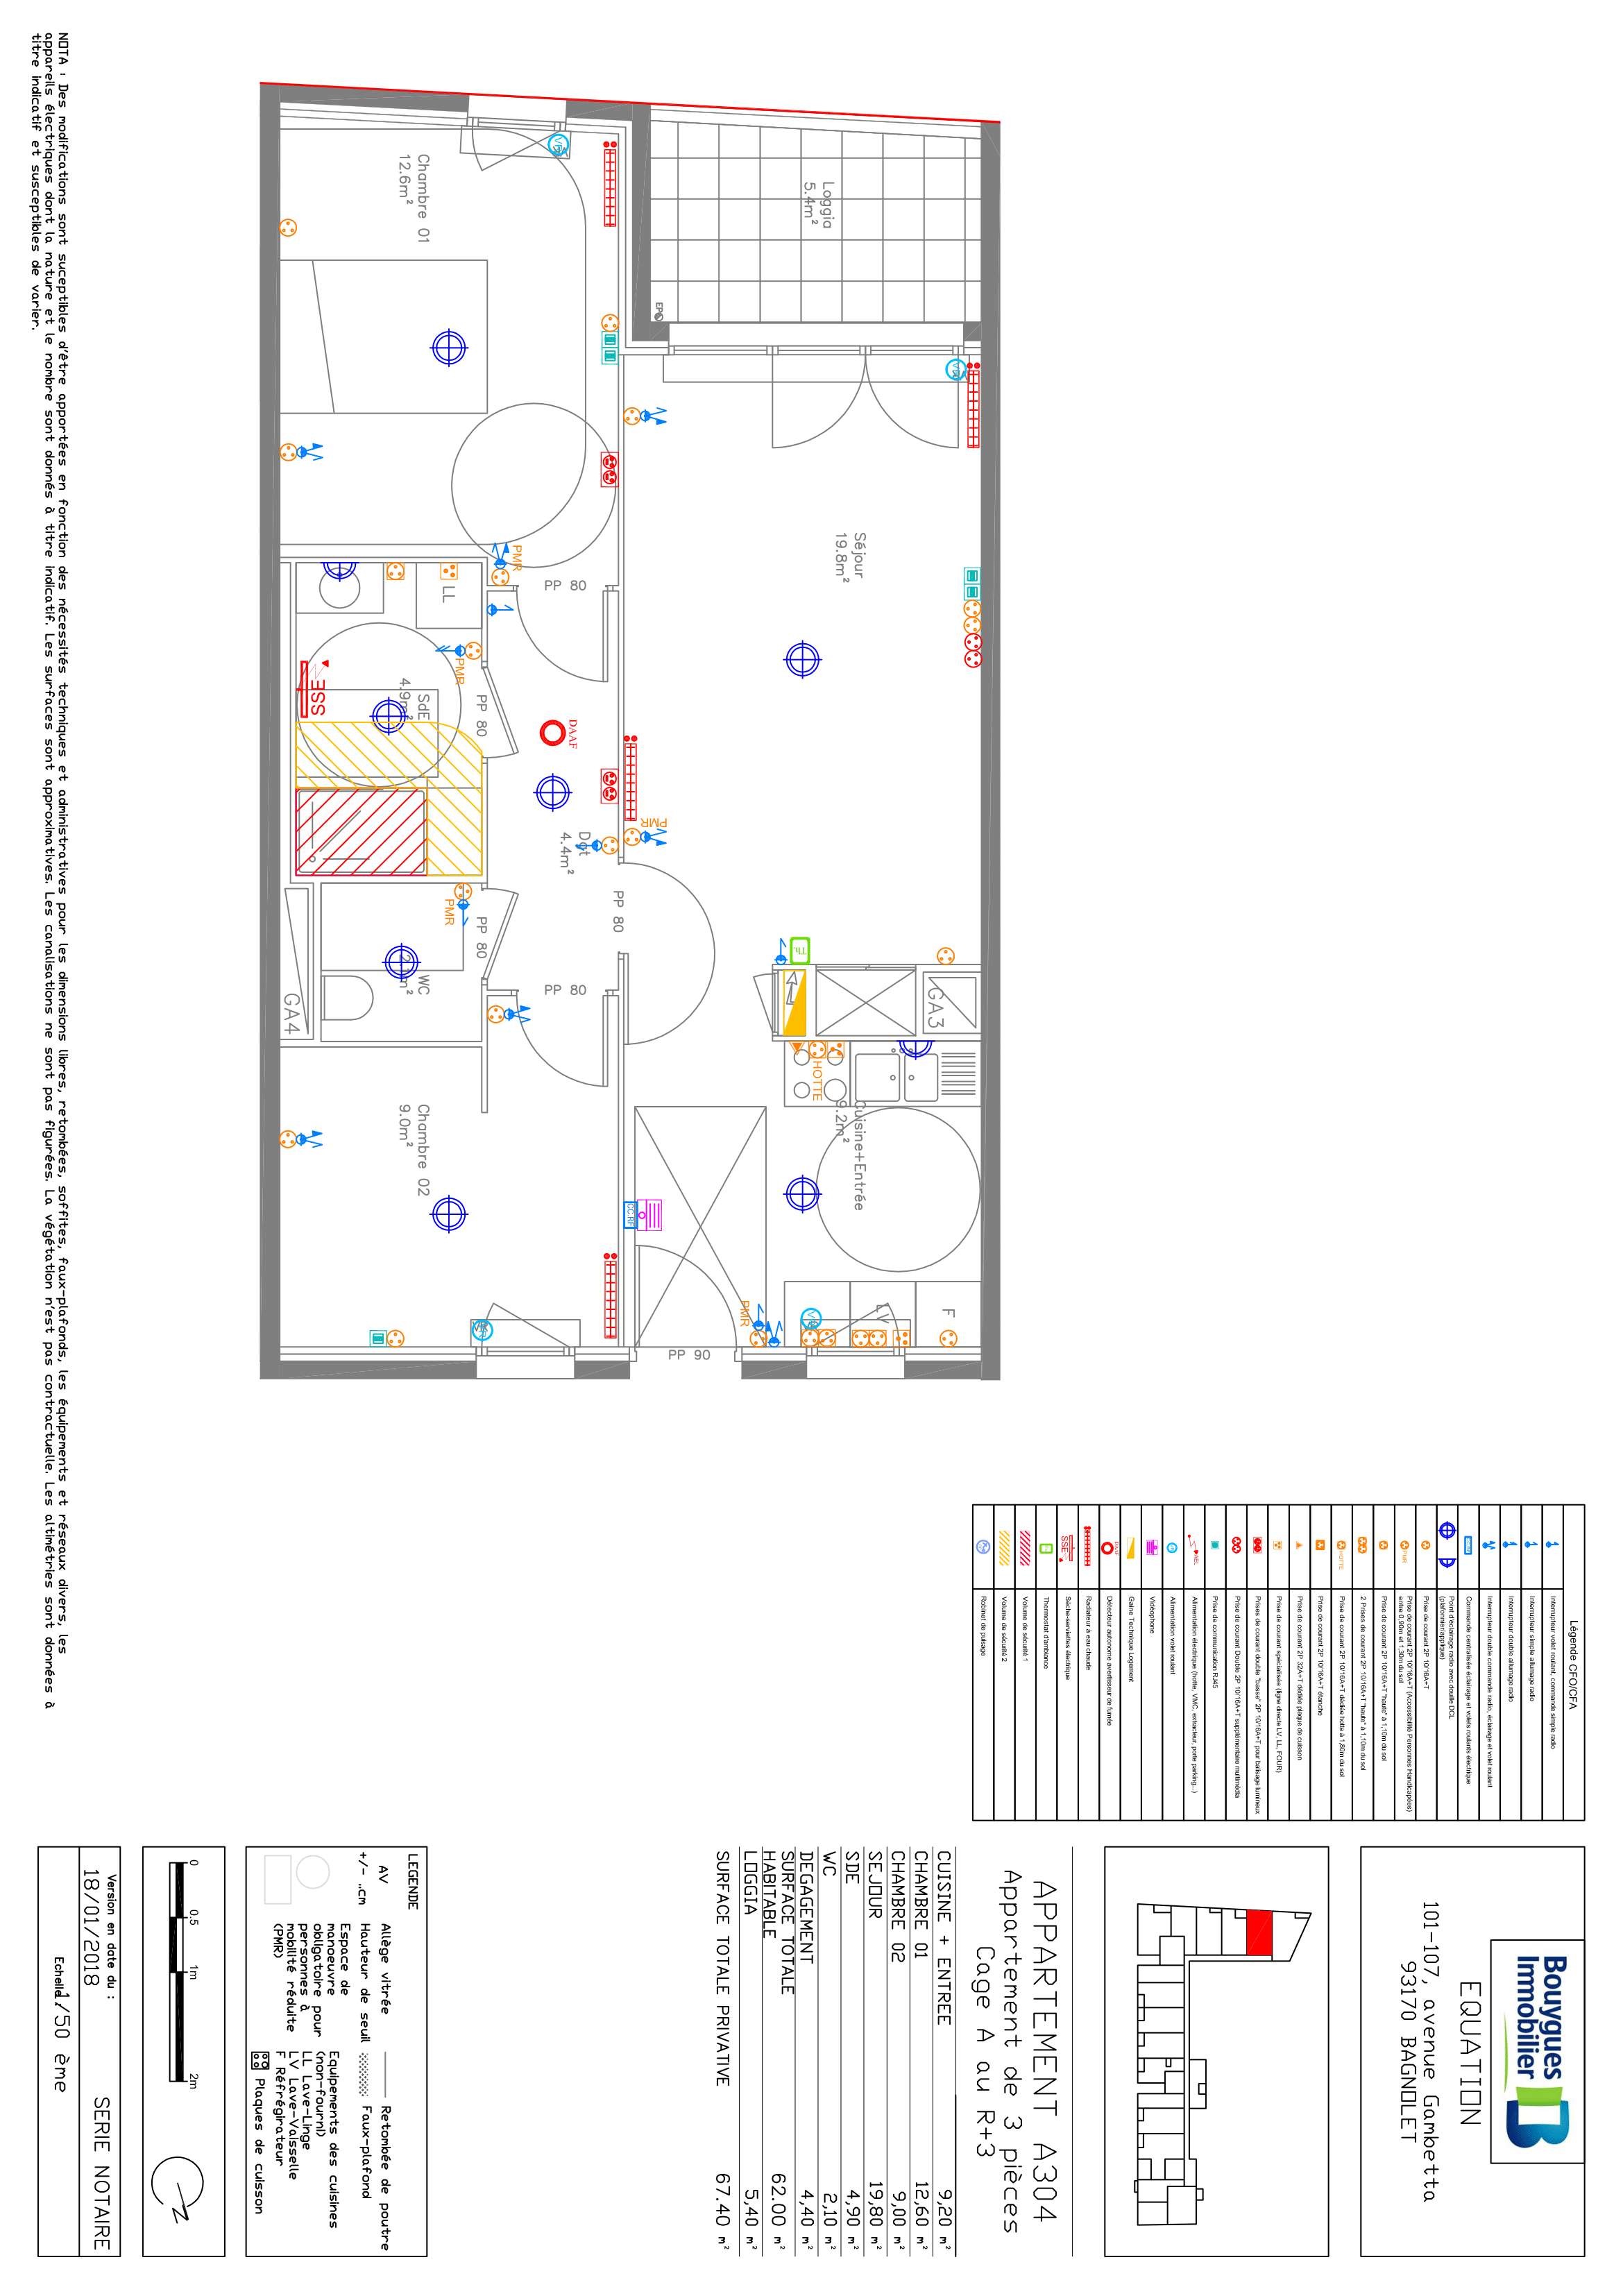 Bouygues
Immobilier
EQUATION
101-107, avenue Gambetta
93170 BAGNOLET
APPARTEMENT A304
Appartement de 3 pièces
Cage A au R+3
CUISINE + ENTREE 9,20 m²
CHAMBRE 01 12,60 m²
CHAMBRE 02 9,00 m²
SEJOUR 19,80 m²
SDE 4,90 m²
WC 2,10 m²
DEGAGEMENT 4,40 m²
SURFACE TOTALE
HABITABLE 62.00 m²
LOGGIA 5,40 m²
SURFACE TOTALE PRIVATIVE 67.40 m²
LEGENDE
AV Allège vitrée
+/- ..cm Hauteur de seuil
Espace de
manoeuvre
obligatoire pour
personnes à
mobilité réduite
(PMR)
Retombée de poutre
Faux-plafond
Equipements des cuisines
(non-fourni)
LL Lave-Linge
LV Lave-Vaisselle
F Réfrigérateur
Plaques de cuisson
0 0.5 1m 2m
N
Version en date du :
18/01/2018
SERIE NOTAIRE
Echelle 1/50 ème
Légende CFO/CFA
Interrupteur volet roulant, commande simple radio
Interrupteur simple allumage radio
Interrupteur double allumage radio
Interrupteur double commande radio, éclairage et volet roulant
Commande centralisée éclairage et volets roulants électrique
Point d'éclairage radio avec douille DCL
(plafonnier/applique)
Prise de courant 2P 10/16A+T
PMR
Prise de courant 2P 10/16A+T (Accessibilité Personnes Handicapées)
entre 0,90m et 1,30m du sol
Prise de courant 2P 10/16A+T "haute" à 1,10m du sol
2 Prises de courant 2P 10/16A+T "haute" à 1,10m du sol
HOTTE
Prise de courant 2P 10/16A+T dédiée hotte à 1,80m du sol
Prise de courant 2P 10/16A+T étanche
Prise de courant 2P 32A+T dédiée plaque de cuisson
Prise de courant spécialisée (ligne directe LV, LL, FOUR)
Prises de courant double "basse" 2P 10/16A+T pour balisage lumineux
Prise de courant Double 2P 10/16A+T supplémentaire multimédia
Prise de communication RJ45
AEL
Alimentation électrique (hotte, VMC, extracteur, porte parking...)
Alimentation volet roulant
Vidéophone
Gaine Technique Logement
DAAF
Détecteur autonome avertisseur de fumée
Radiateur à eau chaude
SSE
Sèche-serviettes électrique
Thermostat d'ambiance
Volume de sécurité 1
Volume de sécurité 2
Robinet de puisage
Loggia
5.4m²
EP
Chambre 01
12.6m²
Séjour
19.8m²
PMR
PP 80
LL
PMR
SSE
SdE
4.9m²
PP 80
DAAF
Dgt
4.4m²
PMR
PP 80
PMR
PP 80
WC
GA4
PP 80
GA3
HOTTE
Cuisine+Entrée
9.2m²
Chambre 02
9.0m²
PMR
PP 90
LV
F
NOTA : Des modifications sont suceptibles d'être apportées en fonction des nécessités techniques et administratives pour les dimensions libres, retombées, soffites, faux-plafonds, les équipements et réseaux divers, les
appareils électriques dont la nature et le nombre sont donnés à titre indicatif. Les surfaces sont approximatives. Les canalisations ne sont pas figurées. La végétation n'est pas contractuelle. Les altimétries sont données à
titre indicatif et susceptibles de varier.